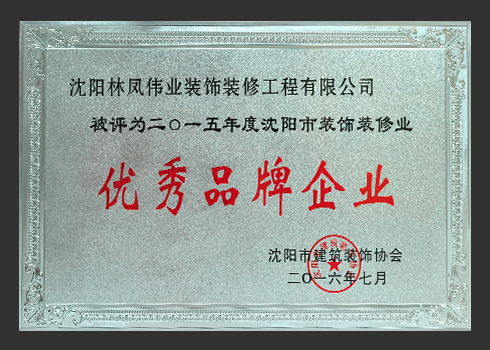 沈阳林凤伟业装饰装修工程有限公司
被评为二〇一五年度沈阳市装饰装修业
优秀品牌企业
沈阳市建筑装饰协会
二〇一六年七月